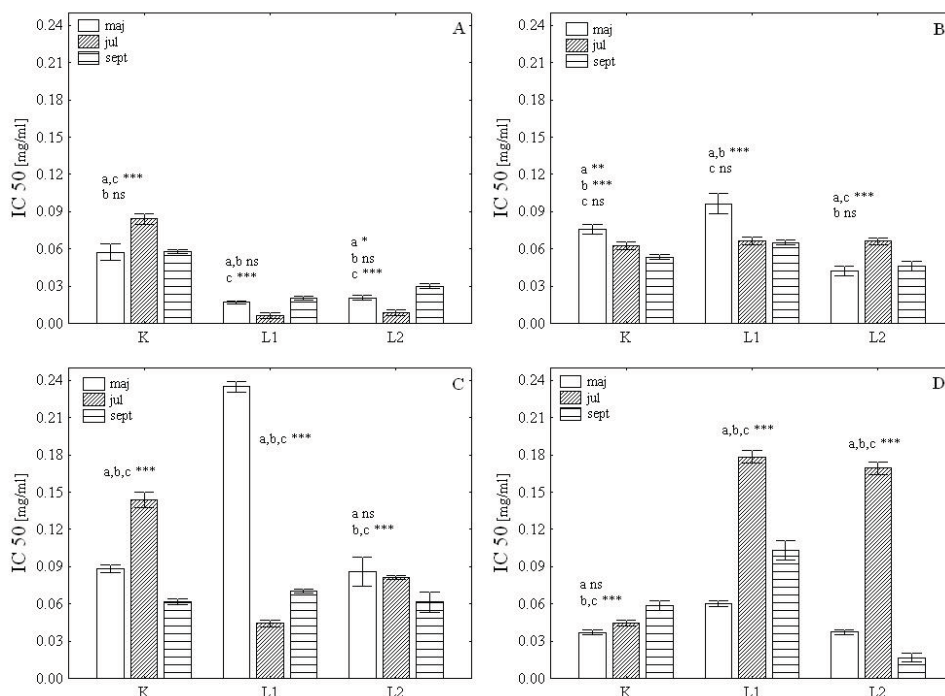 0.24
0.21
0.18
0.15
0.12
0.09
0.06
0.03
0.00
IC 50 [mg/ml]
maj
jul
sept
A
a,c ***
b ns
a,b ns
c ***
a *
b ns
c ***
K L1 L2
0.24
0.21
0.18
0.15
0.12
0.09
0.06
0.03
0.00
IC 50 [mg/ml]
maj
jul
sept
B
a **
b ***
c ns
a,b ***
c ns
a,c ***
b ns
K L1 L2
0.24
0.21
0.18
0.15
0.12
0.09
0.06
0.03
0.00
IC 50 [mg/ml]
maj
jul
sept
C
a,b,c ***
a,b,c ***
a ns
b,c ***
K L1 L2
0.24
0.21
0.18
0.15
0.12
0.09
0.06
0.03
0.00
IC 50 [mg/ml]
maj
jul
sept
D
a ns
b,c ***
a,b,c ***
a,b,c ***
K L1 L2